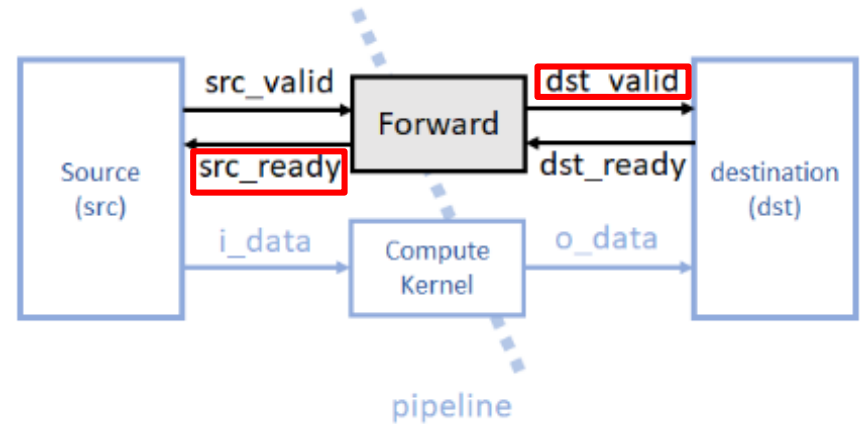 src_valid
dst_valid
Forward
src_ready
dst_ready
Source
(src)
destination
(dst)
i_data
o_data
Compute
Kernel
pipeline